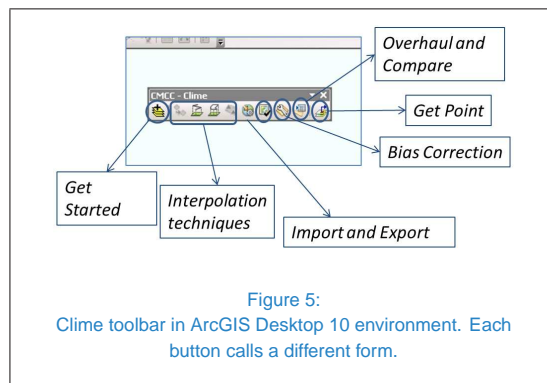 Overhaul and
Compare
CMCC - Clime
Get Point
Bias Correction
Get
Started
Interpolation
techniques
Import and Export
Figure 5:
Clime toolbar in ArcGIS Desktop 10 environment. Each
button calls a different form.